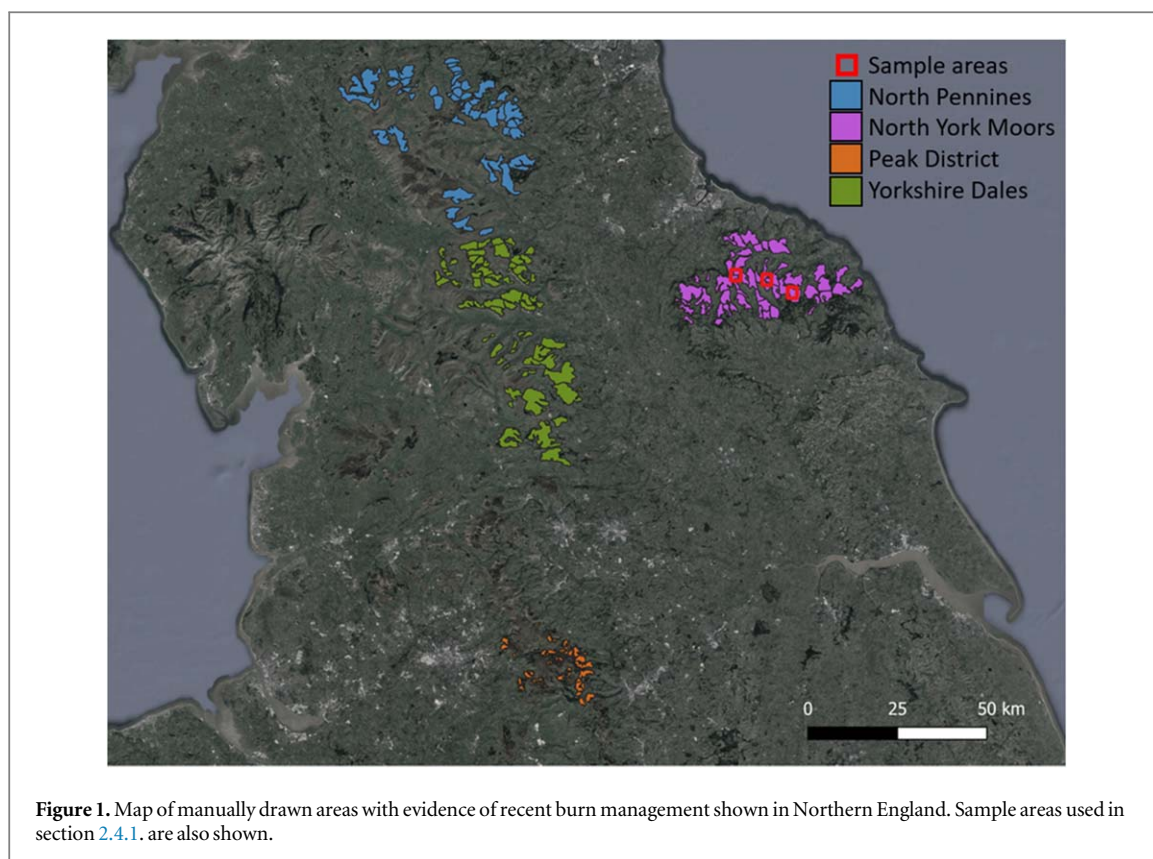 Sample areas
North Pennines
North York Moors
Peak District
Yorkshire Dales
0 25 50 km
Figure 1. Map of manually drawn areas with evidence of recent burn management shown in Northern England. Sample areas used in
section 2.4.1. are also shown.